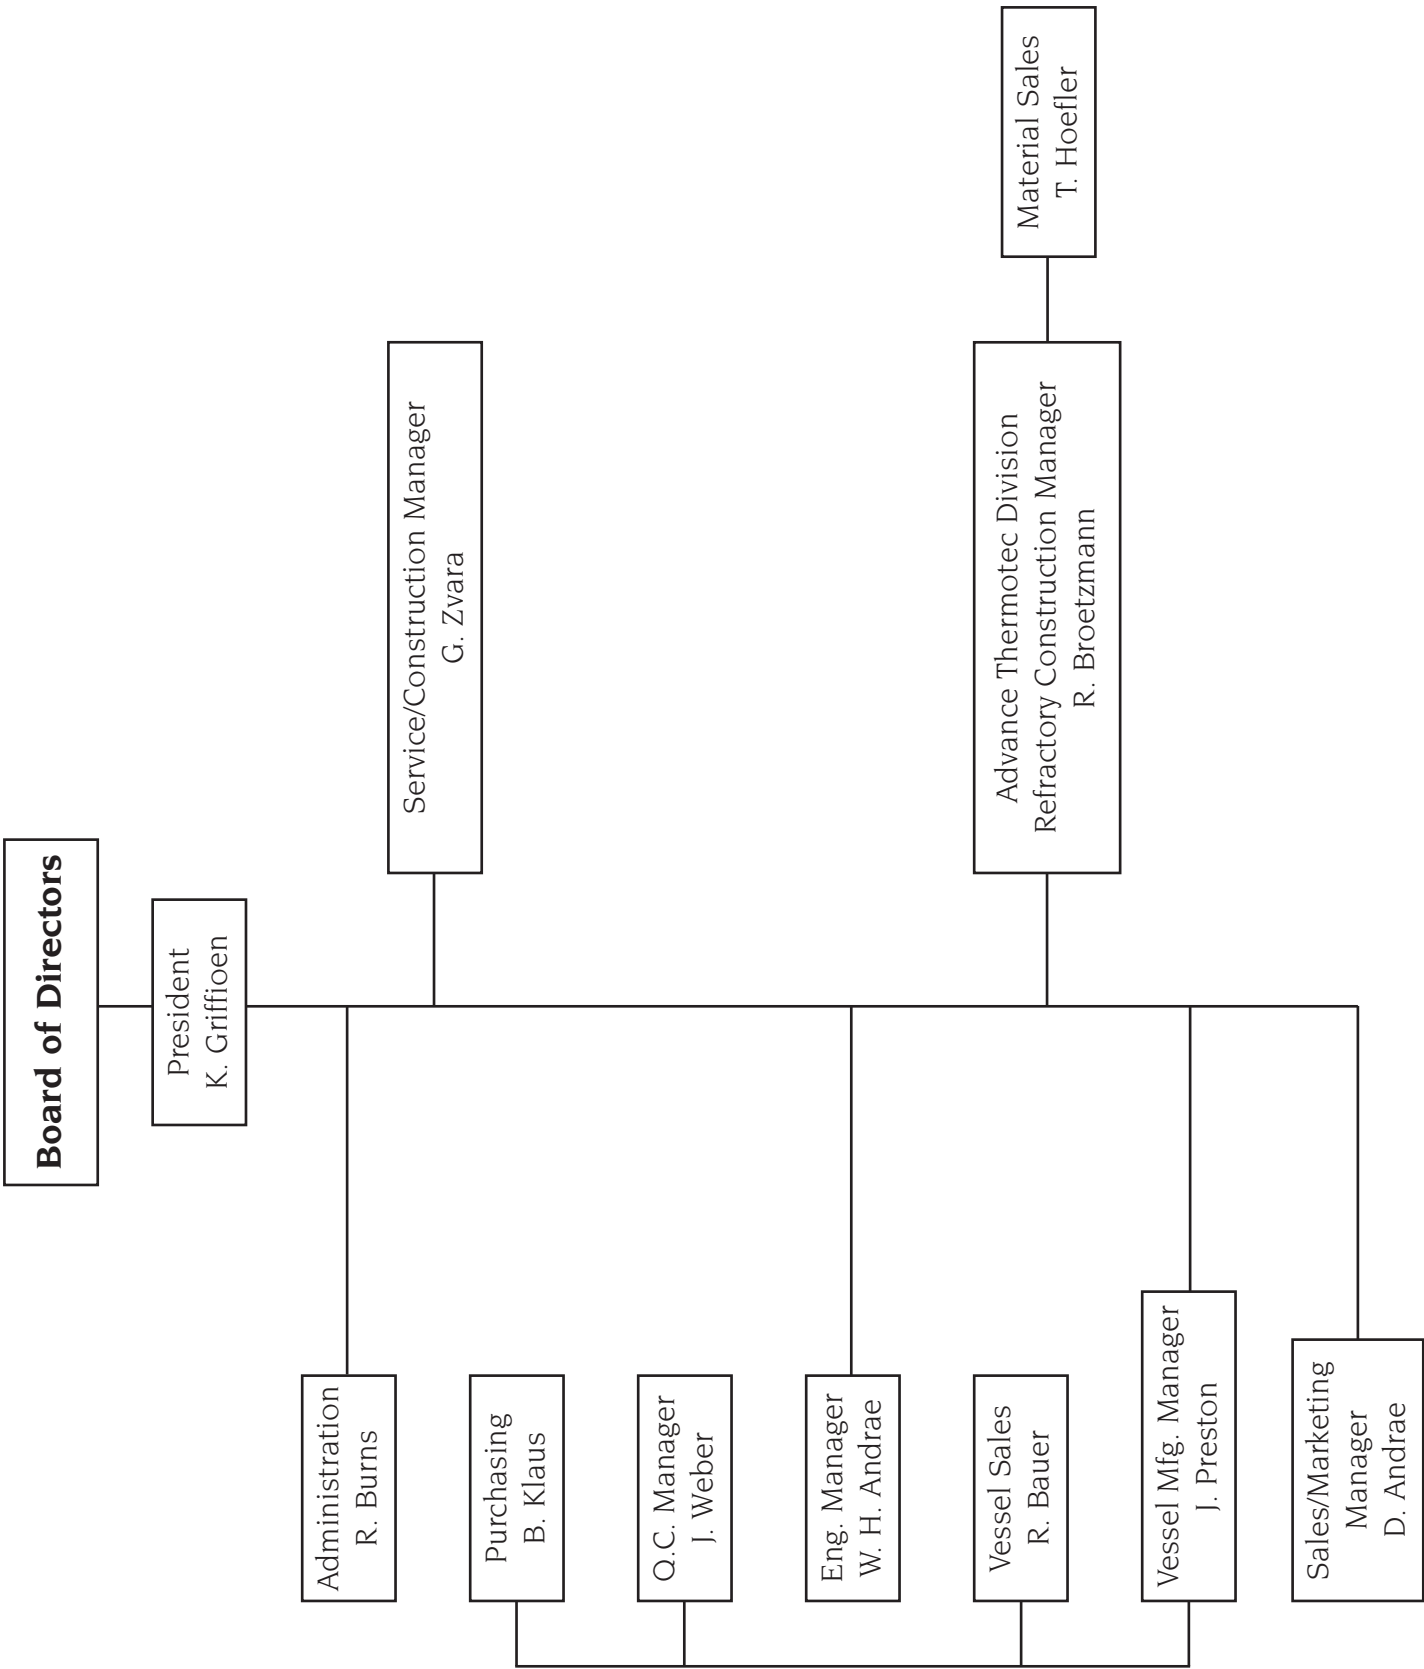 Board of Directors
President
K. Griffioen
Service/Construction Manager
G. Zvara
Advance Thermotec Division
Refractory Construction Manager
R. Broetzmann
Material Sales
T. Hoefler
Administration
R. Burns
Purchasing
B. Klaus
Q.C. Manager
J. Weber
Eng. Manager
W. H. Andrae
Vessel Sales
R. Bauer
Vessel Mfg. Manager
J. Preston
Sales/Marketing
Manager
D. Andrae